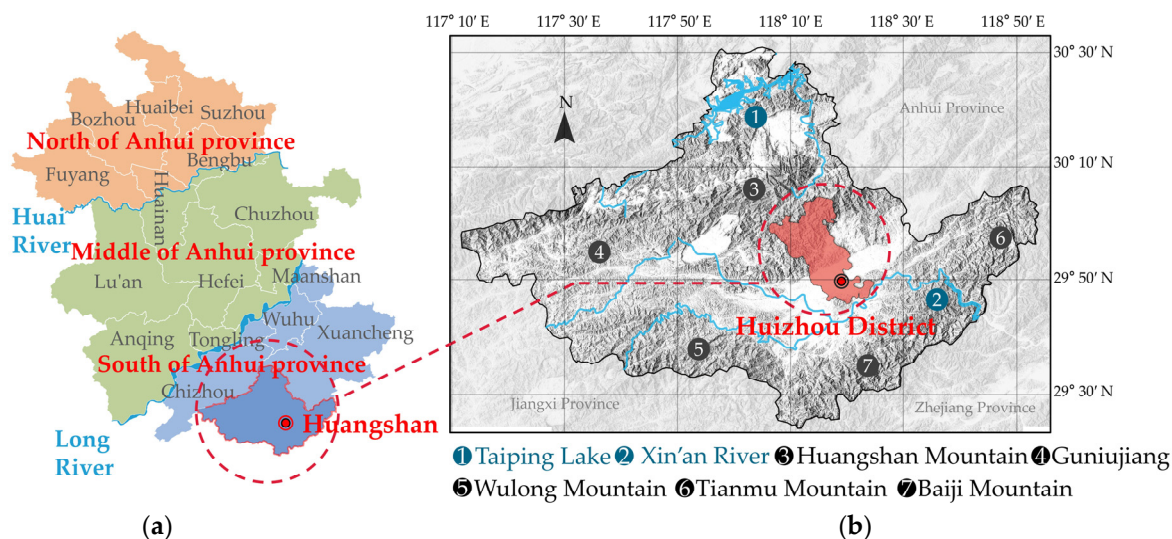 (a)
Huaibei
Suzhou
Bozhou
North of Anhui province
Bengbu
Fuyang
Huainan
Huai
River
Chuzhou
Middle of Anhui province
Lu'an
Hefei
Maanshan
Wuhu
Anqing
Tongling
Xuancheng
South of Anhui province
Chizhou
Huangshan
Long
River
(b)
117° 10′ E
117° 30′ E
117° 50′ E
118° 10′ E
118° 30′ E
118° 50′ E
30° 30′ N
30° 10′ N
29° 50′ N
29° 30′ N
N
Anhui Province
1
3
4
6
2
Huizhou District
5
7
Jiangxi Province
Zhejiang Province
1 Taiping Lake 2 Xin'an River 3 Huangshan Mountain 4 Guniujiang
5 Wulong Mountain 6 Tianmu Mountain 7 Baiji Mountain
(a)
(b)